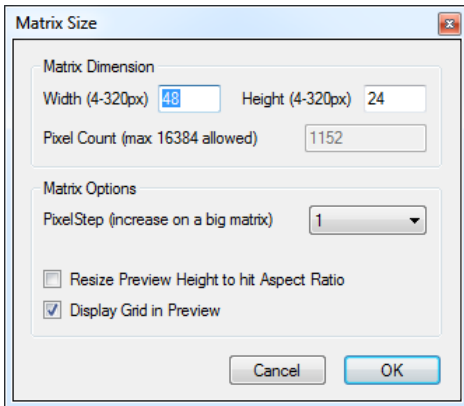 Matrix Size
Matrix Dimension
Width (4-320px) 48 Height (4-320px) 24
Pixel Count (max 16384 allowed) 1152
Matrix Options
PixelStep (increase on a big matrix) 1
Resize Preview Height to hit Aspect Ratio
Display Grid in Preview
Cancel OK